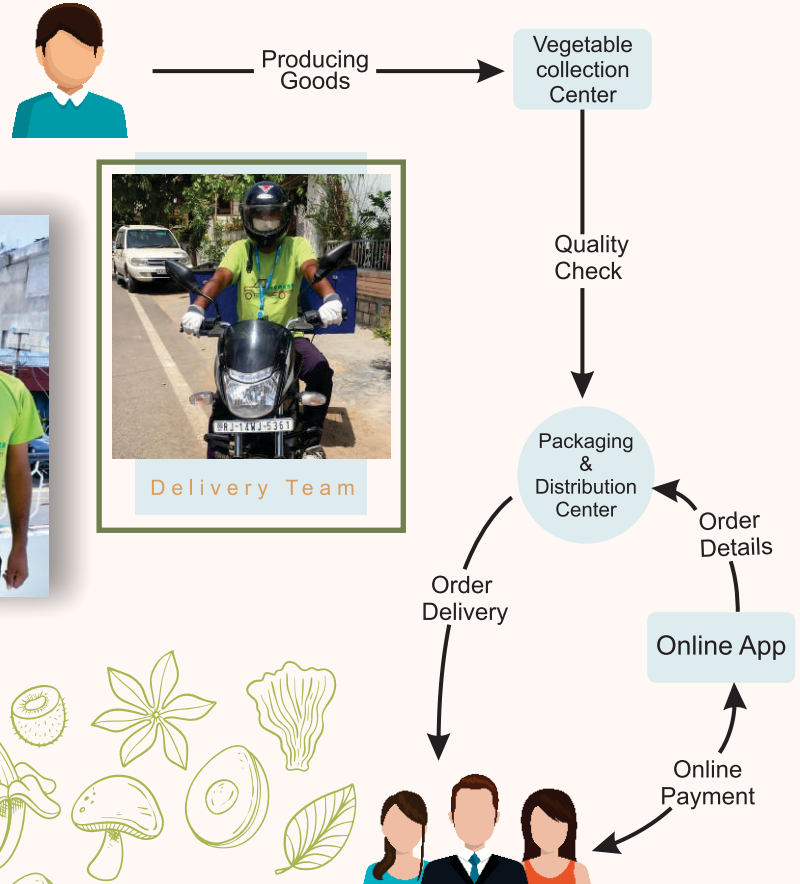 Producing
Goods
Vegetable
collection
Center
Quality
Check
Packaging
&
Distribution
Center
Order
Details
Online App
Online
Payment
Order
Delivery
RJ-14WJ-5361
Delivery Team